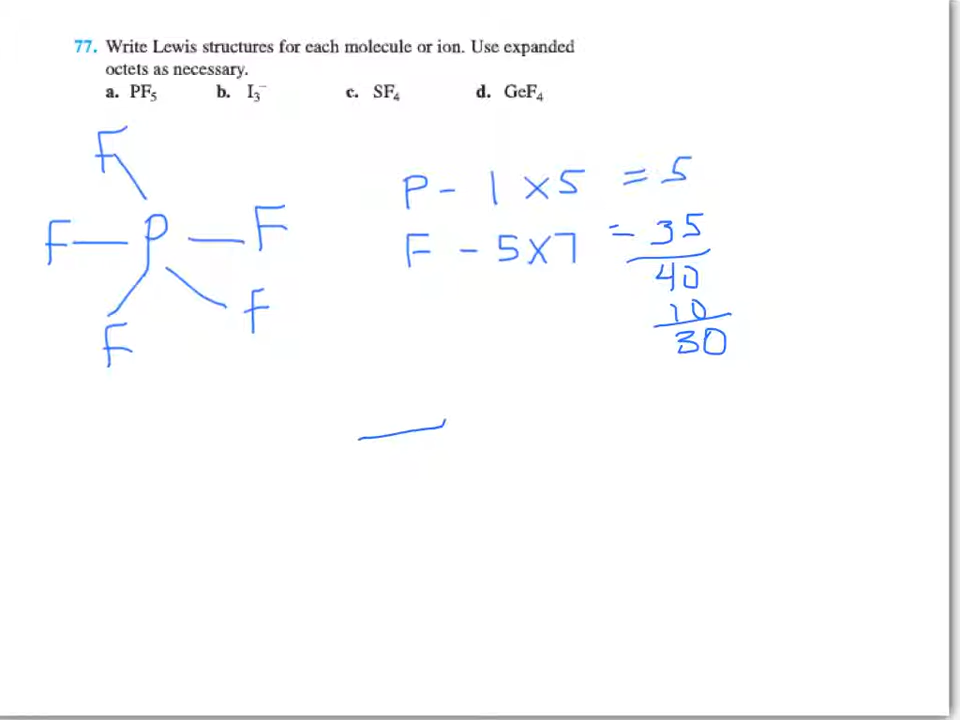 77. Write Lewis structures for each molecule or ion. Use expanded
octets as necessary.
a. PF₅ b. I₃⁻ c. SF₄ d. GeF₄
F
P - 1 x 5 = 5
F P F
F - 5 x 7 = 35
40
F
10
F
30